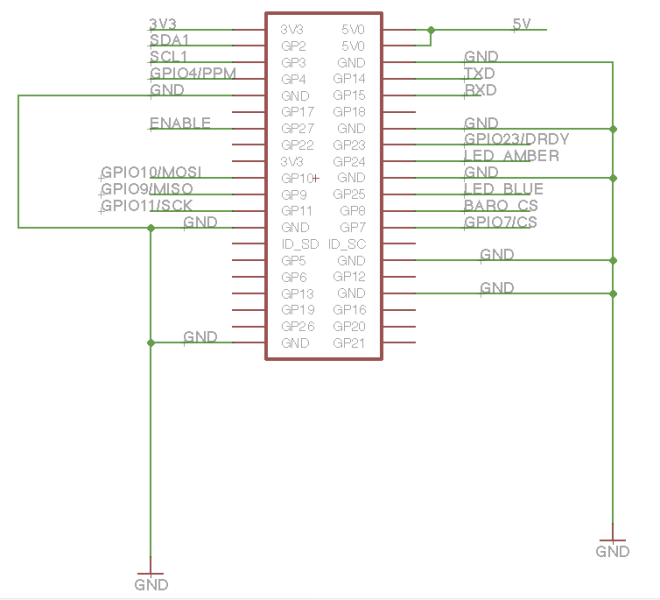 3V3 3V3 5V0 5V
SDA1 GP2 5V0
SCL1 GP3 GND GND
GPIO4/PPM GP4 GP14 TXD
GND GND GP15 RXD
GP17 GP18
ENABLE GP27 GND GND
GP22 GP23 GPIO23/DRDY
3V3 GP24 LED_AMBER
GPIO10/MOSI GP10 GND GND
GPIO9/MISO GP9 GP25 LED_BLUE
GPIO11/SCK GP11 GP8 BARO_CS
GND GND GP7 GPIO7/CS
ID_SD ID_SC
GP5 GND GND
GP6 GP12
GP13 GND GND
GP19 GP16
GP26 GP20
GND GND GP21
GND
GND